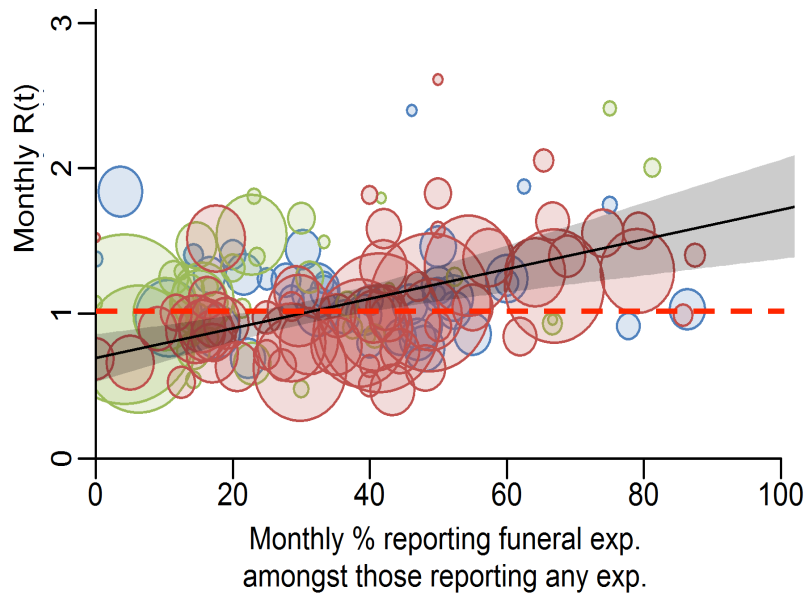 3
2
1
0
Monthly R(t)
0 20 40 60 80 100
Monthly % reporting funeral exp.
amongst those reporting any exp.